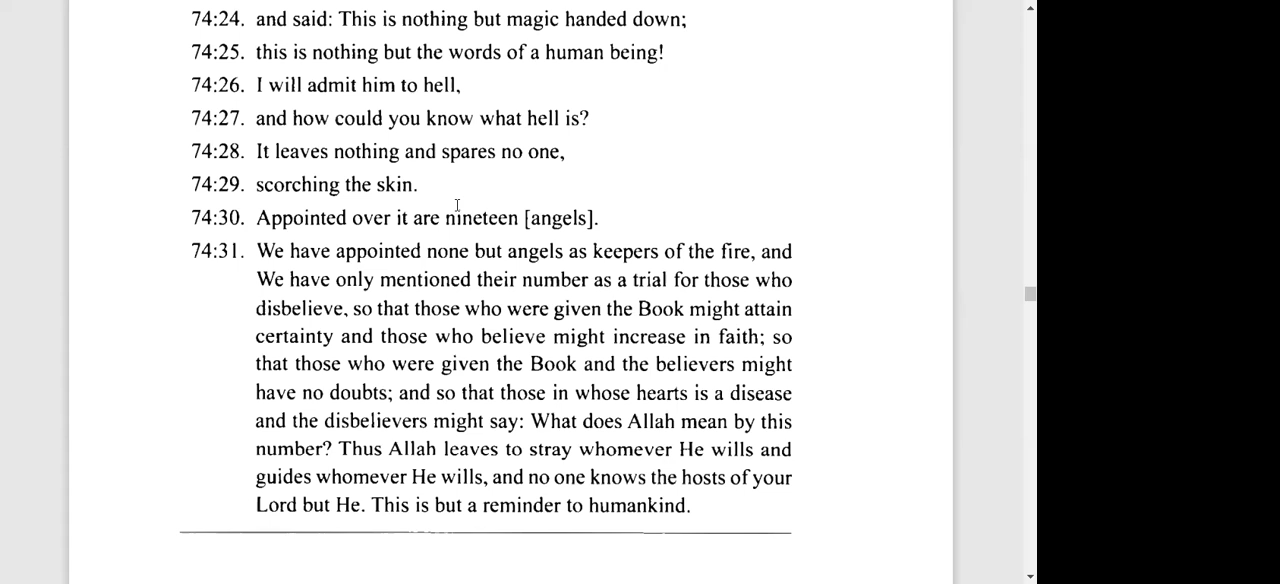 74:24. and said: This is nothing but magic handed down;
74:25. this is nothing but the words of a human being!
74:26. I will admit him to hell,
74:27. and how could you know what hell is?
74:28. It leaves nothing and spares no one,
74:29. scorching the skin.
74:30. Appointed over it are nineteen [angels].
74:31. We have appointed none but angels as keepers of the fire, and
We have only mentioned their number as a trial for those who
disbelieve, so that those who were given the Book might attain
certainty and those who believe might increase in faith; so
that those who were given the Book and the believers might
have no doubts; and so that those in whose hearts is a disease
and the disbelievers might say: What does Allah mean by this
number? Thus Allah leaves to stray whomever He wills and
guides whomever He wills, and no one knows the hosts of your
Lord but He. This is but a reminder to humankind.